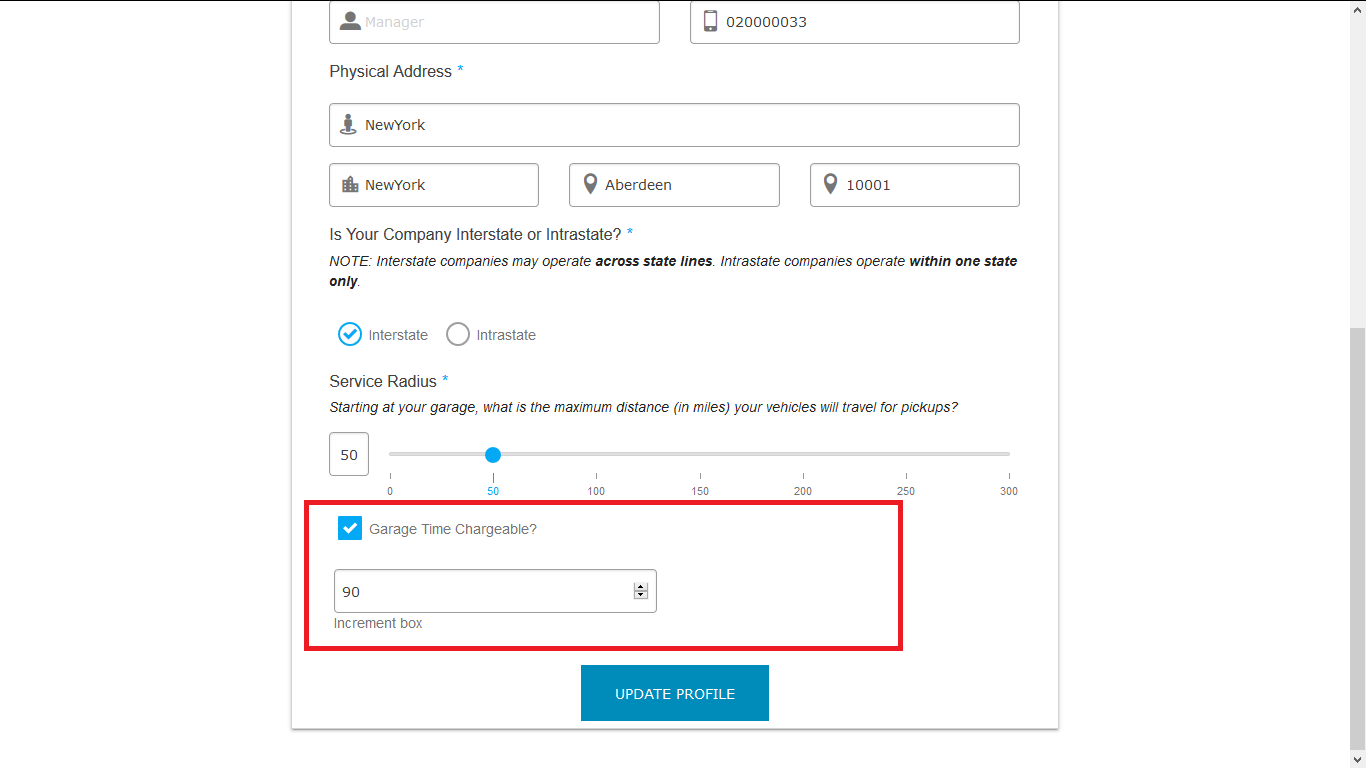 Manager
020000033
Physical Address *
NewYork
NewYork
Aberdeen
10001
Is Your Company Interstate or Intrastate? *
NOTE: Interstate companies may operate across state lines. Intrastate companies operate within one state
only.
Interstate
Intrastate
Service Radius *
Starting at your garage, what is the maximum distance (in miles) your vehicles will travel for pickups?
50
0 50 100 150 200 250 300
Garage Time Chargeable?
90
Increment box
UPDATE PROFILE